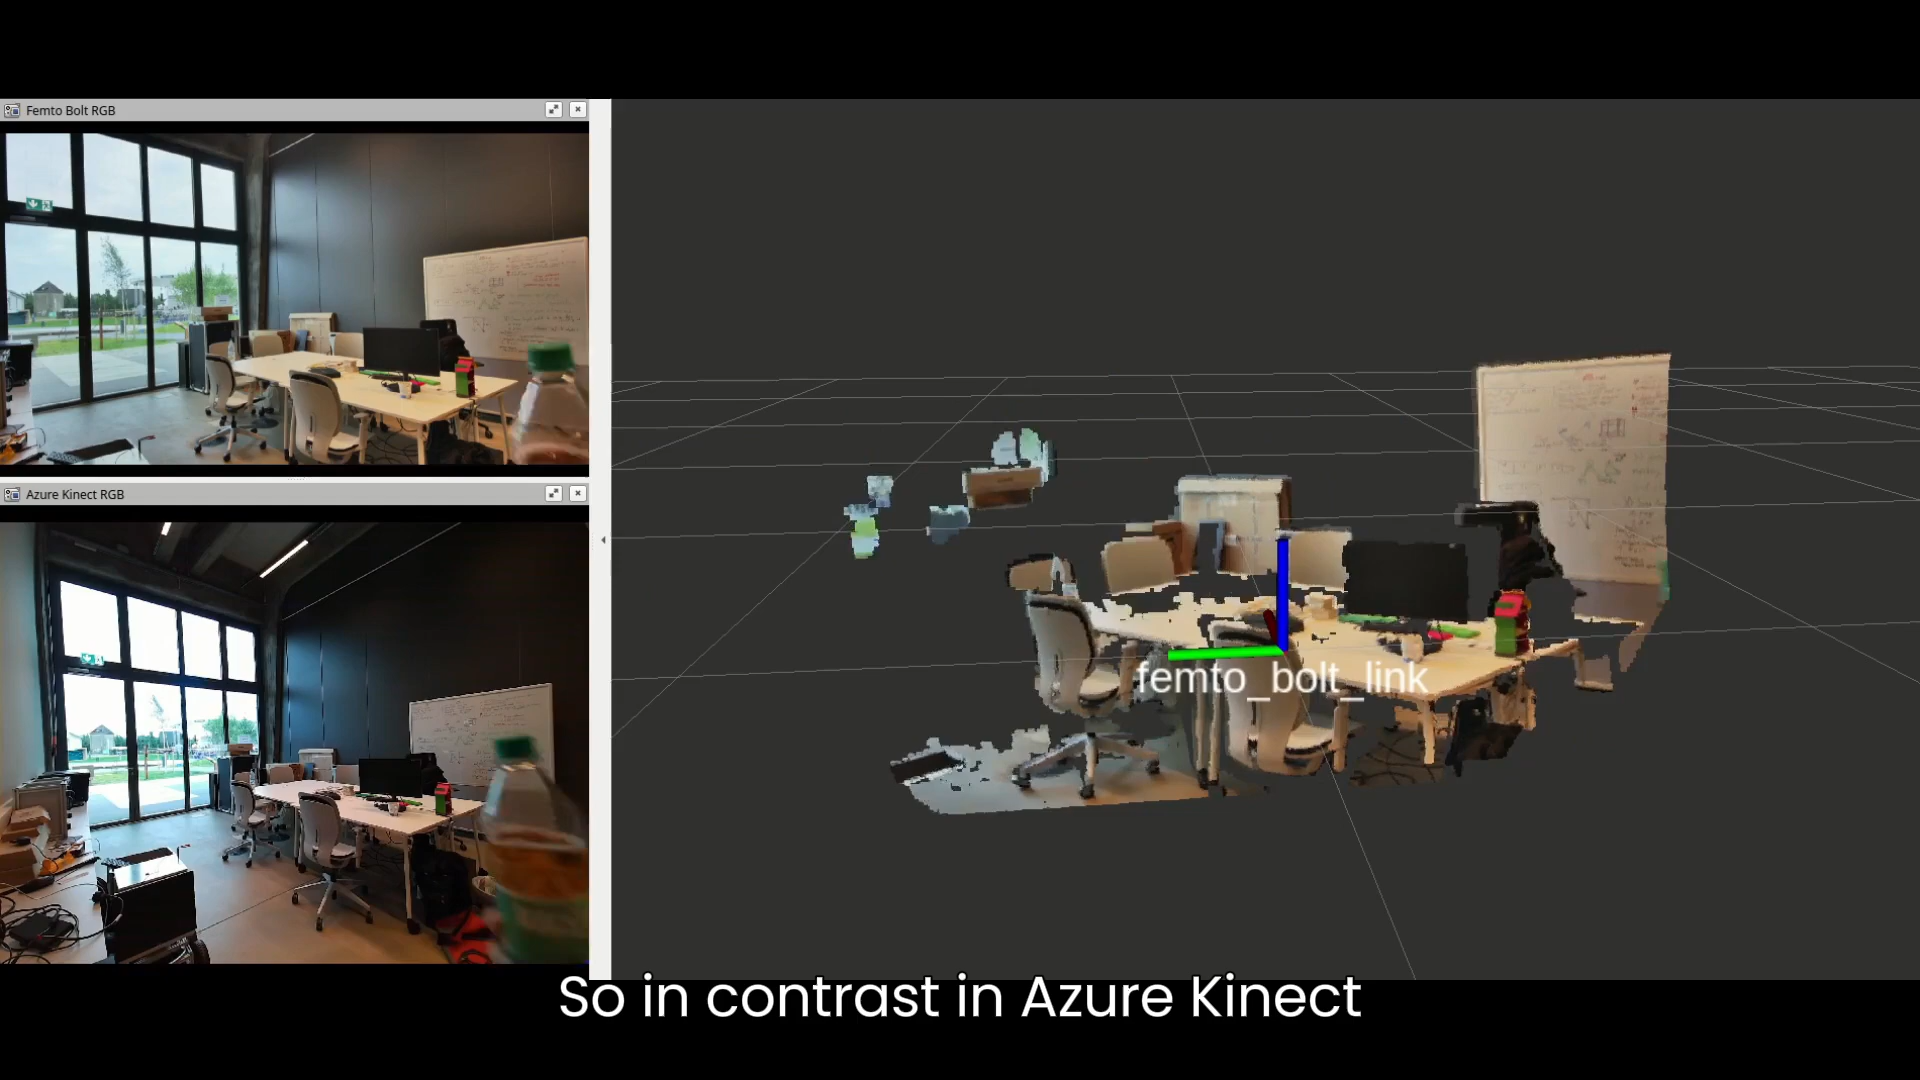 Femto Bolt RGB
Azure Kinect RGB
femto_bolt_link
So in contrast in Azure Kinect